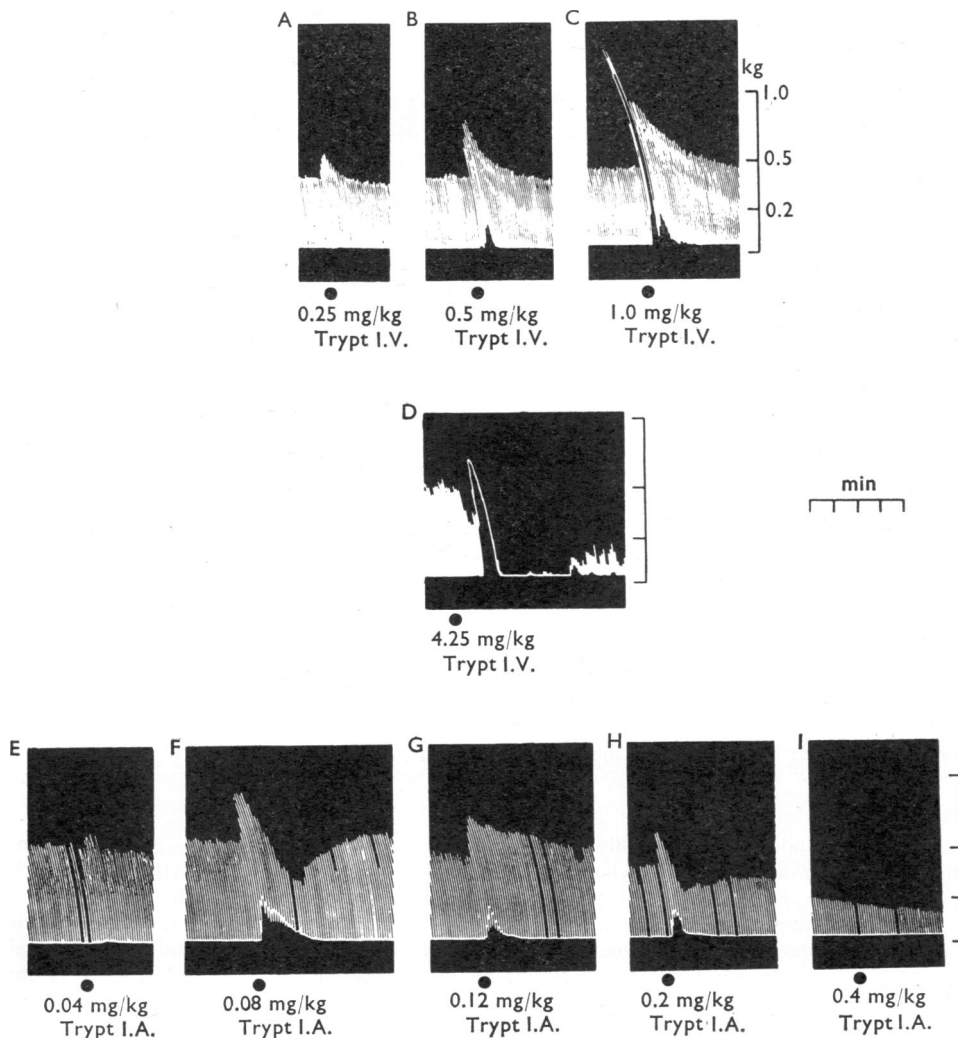 A B C
kg
1.0
0.5
0.2
0.25 mg/kg 0.5 mg/kg 1.0 mg/kg
Trypt I.V. Trypt I.V. Trypt I.V.
D
min
4.25 mg/kg
Trypt I.V.
E F G H I
0.04 mg/kg 0.08 mg/kg 0.12 mg/kg 0.2 mg/kg 0.4 mg/kg
Trypt I.A. Trypt I.A. Trypt I.A. Trypt I.A. Trypt I.A.